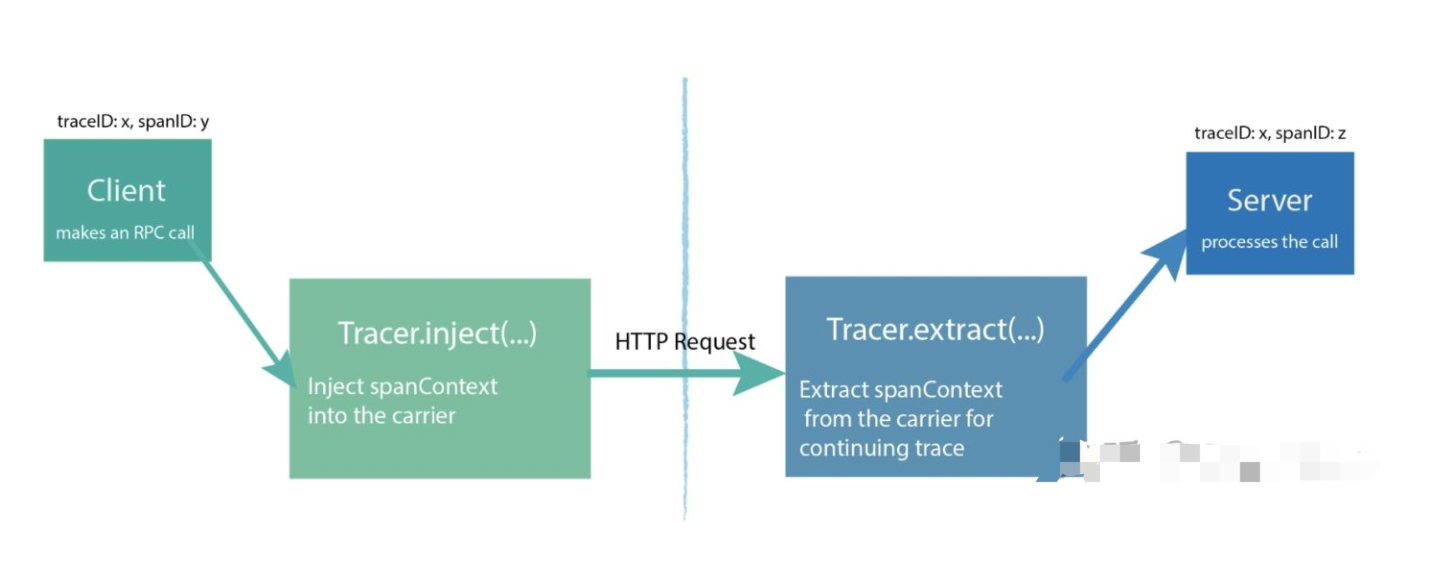 traceID: x, spanID: y
Client
makes an RPC call
Tracer.inject(...)
Inject spanContext
into the carrier
HTTP Request
Tracer.extract(...)
Extract spanContext
from the carrier for
continuing trace
traceID: x, spanID: z
Server
processes the call